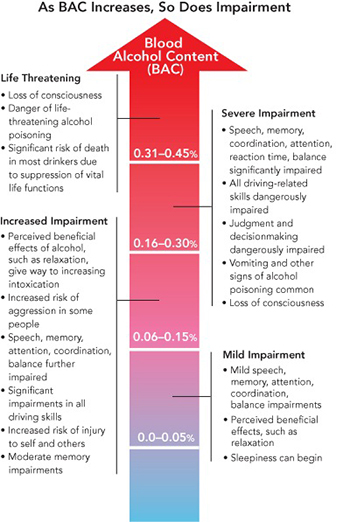 As BAC Increases, So Does Impairment
Blood
Alcohol Content
(BAC)
Life Threatening
• Loss of consciousness
• Danger of life-
threatening alcohol
poisoning
• Significant risk of death
in most drinkers due
to suppression of vital
life functions
0.31–0.45%
Severe Impairment
• Speech, memory,
coordination, attention,
reaction time, balance
significantly impaired
• All driving-related
skills dangerously
impaired
• Judgment and
decisionmaking
dangerously impaired
• Vomiting and other
signs of alcohol
poisoning common
• Loss of consciousness
0.16–0.30%
Increased Impairment
• Perceived beneficial
effects of alcohol,
such as relaxation,
give way to increasing
intoxication
• Increased risk of
aggression in some
people
• Speech, memory,
attention, coordination,
balance further
impaired
• Significant
impairments in all
driving skills
• Increased risk of injury
to self and others
• Moderate memory
impairments
0.06–0.15%
Mild Impairment
• Mild speech,
memory, attention,
coordination,
balance impairments
• Perceived beneficial
effects, such as
relaxation
• Sleepiness can begin
0.0–0.05%